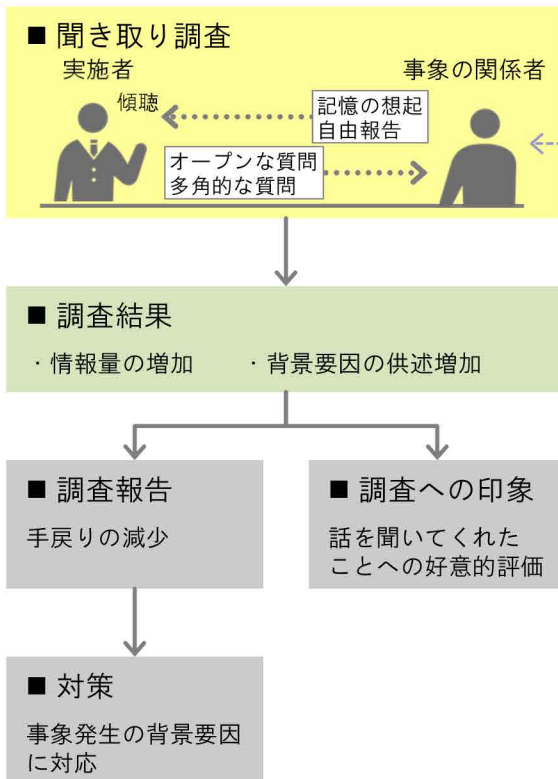 ■ 聞き取り調査
実施者
事象の関係者
傾聴
記憶の想起
自由報告
オープンな質問
多角的な質問
■ 調査結果
・情報量の増加
・背景要因の供述増加
■ 調査報告
手戻りの減少
■ 調査への印象
話を聞いてくれた
ことへの好意的評価
■ 対策
事象発生の背景要因
に対応